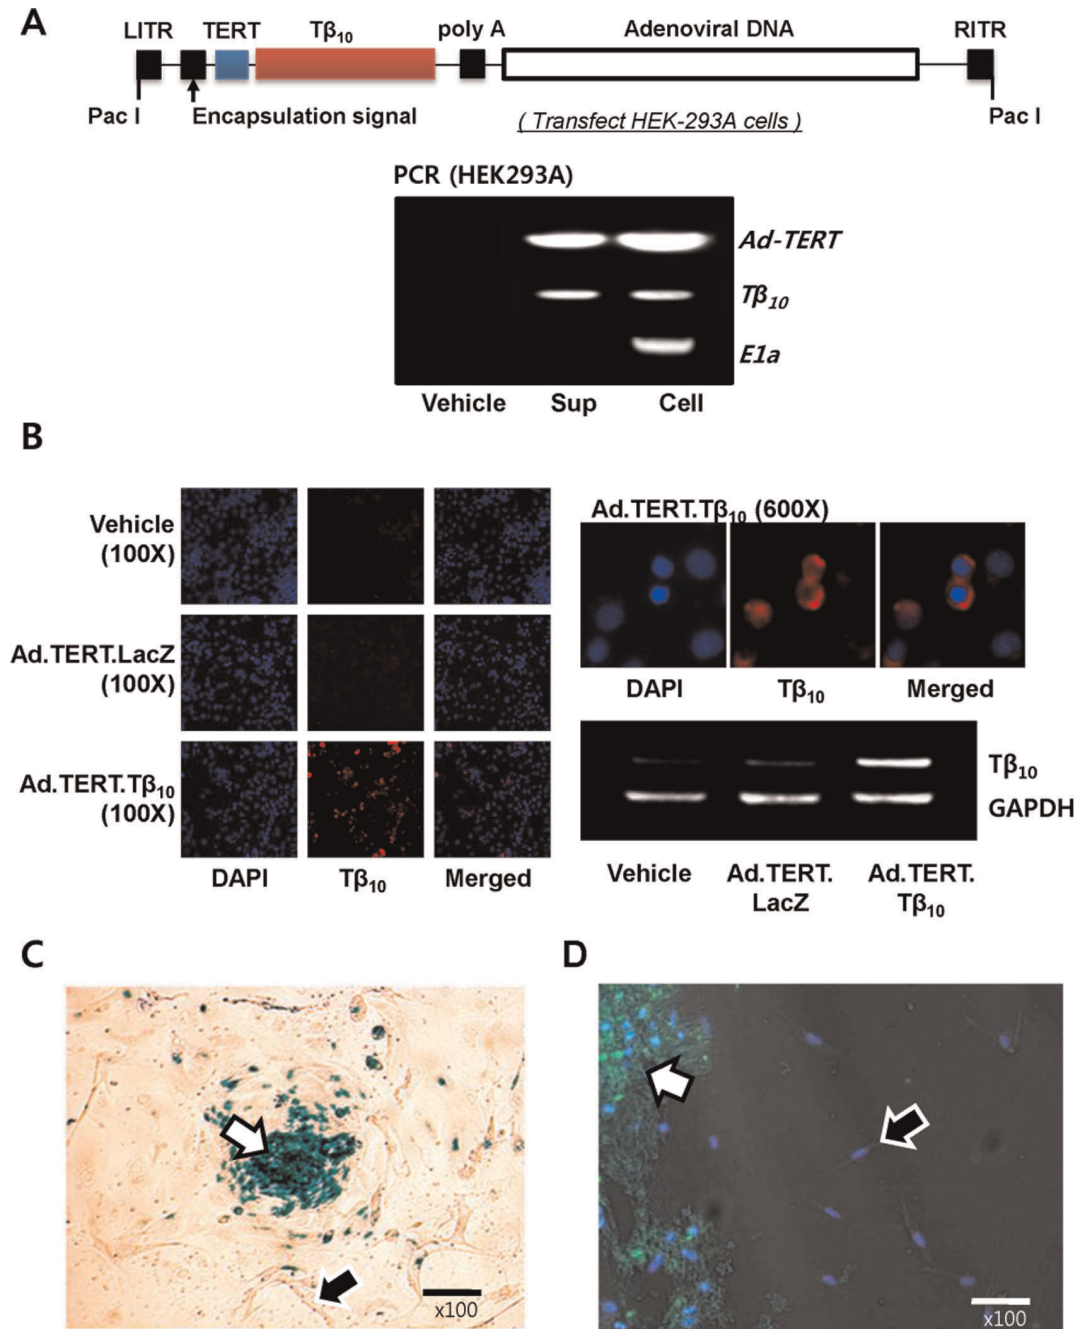 A
LITR TERT Tβ10 poly A Adenoviral DNA RITR
Pac I Encapsulation signal ( Transfect HEK-293A cells ) Pac I
PCR (HEK293A)
Ad-TERT
Tβ10
E1a
Vehicle Sup Cell
B
Vehicle
(100X)
Ad.TERT.LacZ
(100X)
Ad.TERT.Tβ10
(100X)
DAPI Tβ10 Merged
Ad.TERT.Tβ10 (600X)
DAPI Tβ10 Merged
Tβ10
GAPDH
Vehicle Ad.TERT. Ad.TERT.
LacZ Tβ10
C
x100
D
x100